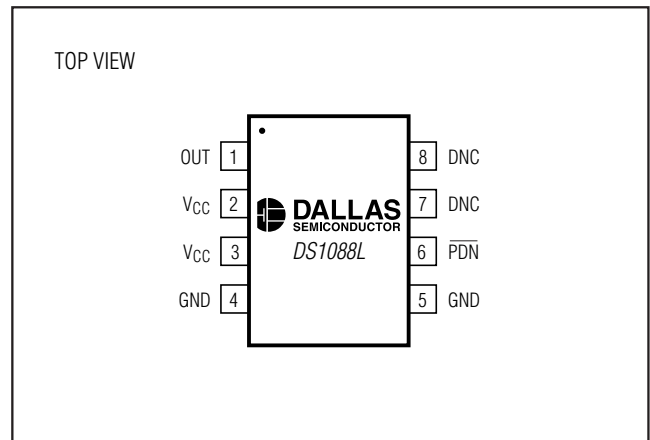 TOP VIEW
OUT 1
8 DNC
VCC 2
7 DNC
DALLAS
SEMICONDUCTOR
VCC 3
DS1088L
6 P̅D̅N̅
GND 4
5 GND